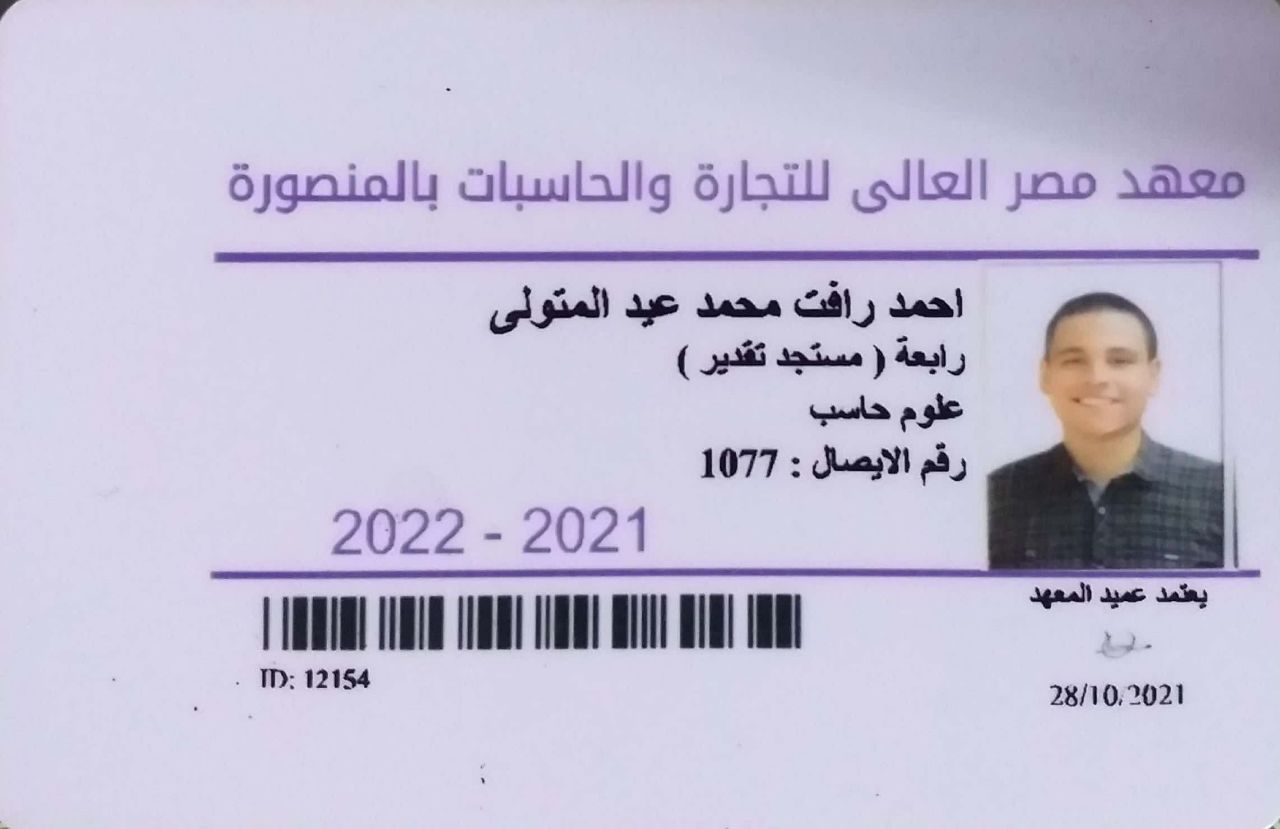 معهد مصر العالى للتجارة والحاسبات بالمنصورة
احمد رافت محمد عيد المتولى
رابعة ( مستجد تقدير )
علوم حاسب
رقم الايصال : 1077
2022 - 2021
يعتمد عميد المعهد
ID: 12154
28/10/2021